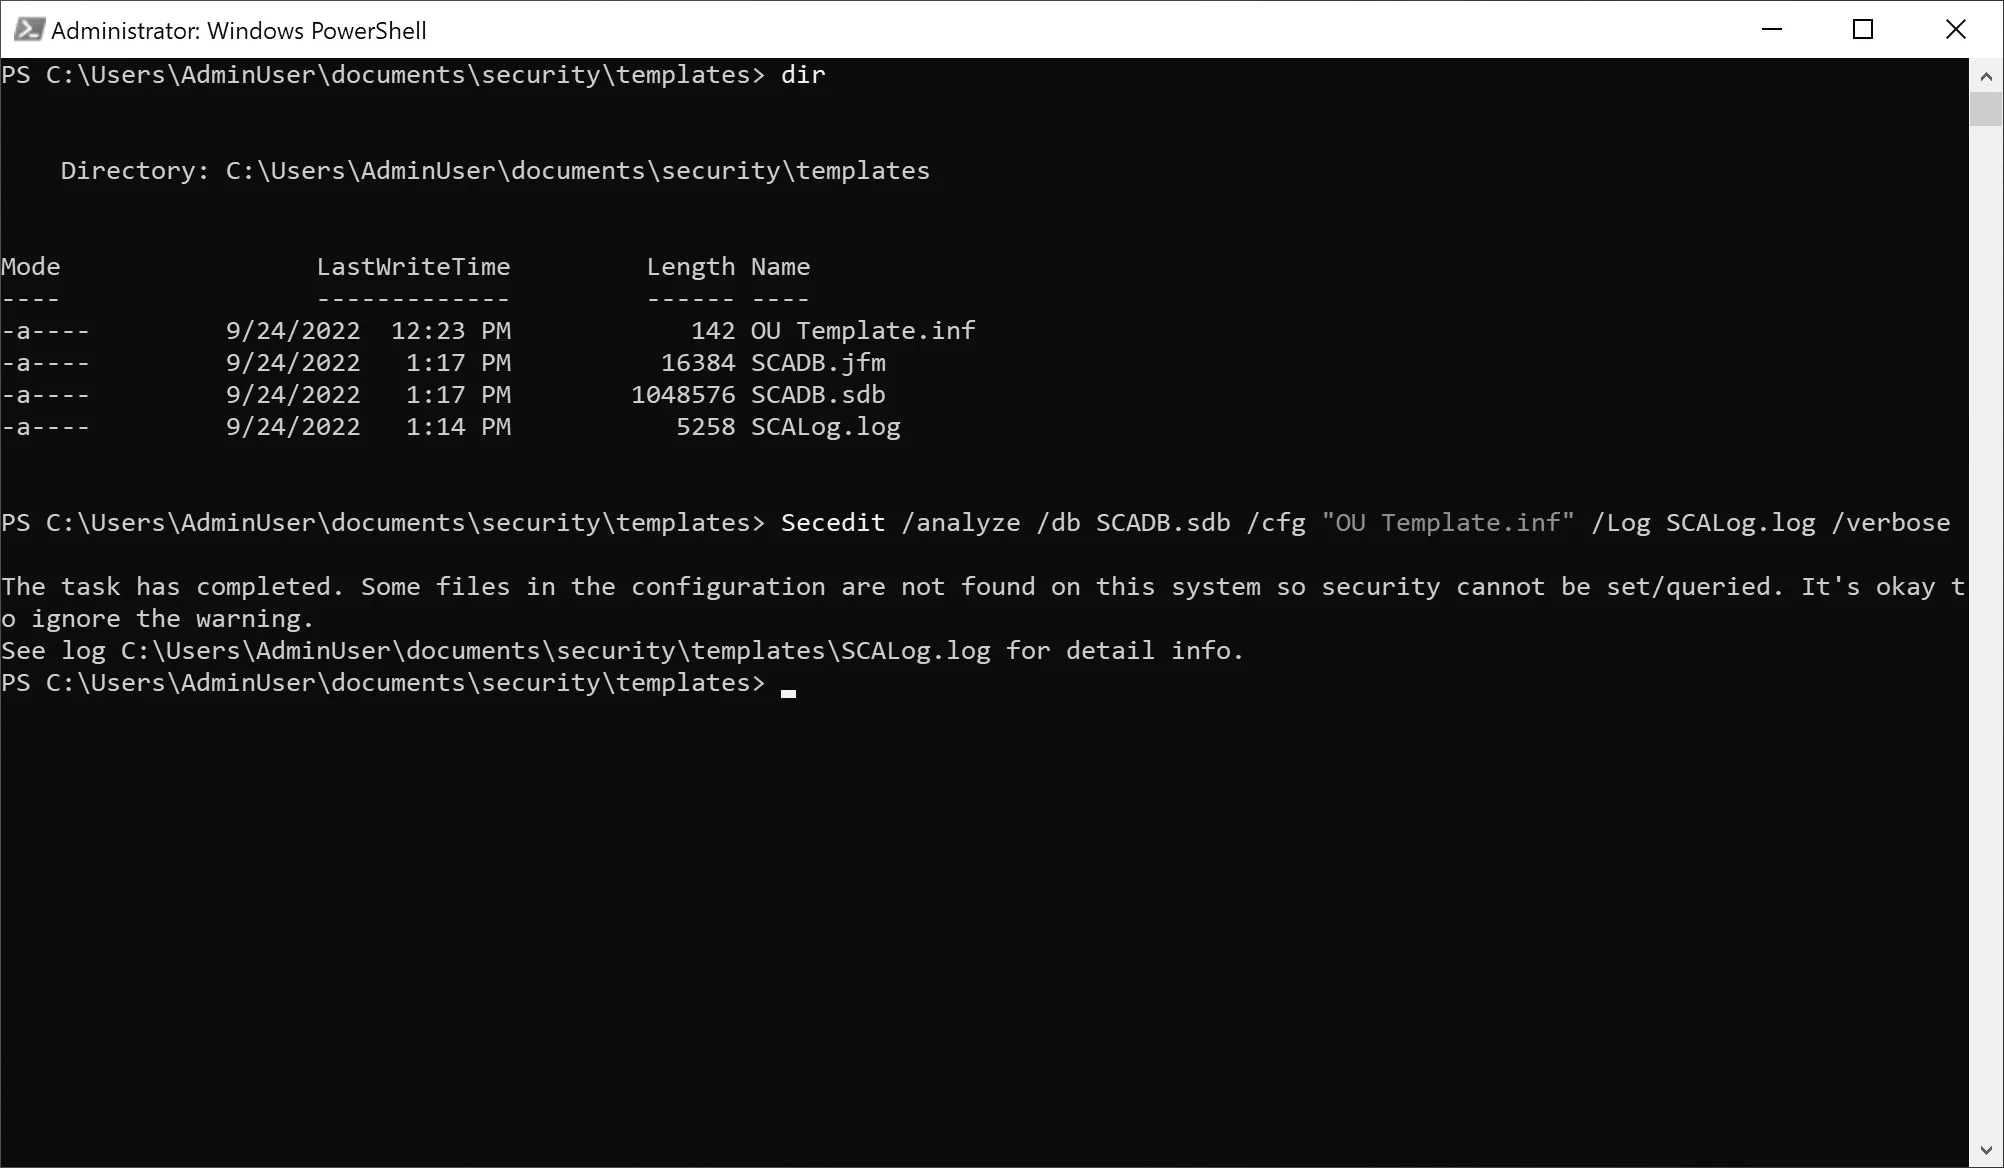 Administrator: Windows PowerShell
PS C:\Users\AdminUser\documents\security\templates> dir
    Directory: C:\Users\AdminUser\documents\security\templates
Mode                 LastWriteTime         Length Name
----                 -------------         ------ ----
-a----         9/24/2022  12:23 PM            142 OU Template.inf
-a----         9/24/2022   1:17 PM          16384 SCADB.jfm
-a----         9/24/2022   1:17 PM        1048576 SCADB.sdb
-a----         9/24/2022   1:14 PM           5258 SCALog.log
PS C:\Users\AdminUser\documents\security\templates> Secedit /analyze /db SCADB.sdb /cfg "OU Template.inf" /Log SCALog.log /verbose
The task has completed. Some files in the configuration are not found on this system so security cannot be set/queried. It's okay t
o ignore the warning.
See log C:\Users\AdminUser\documents\security\templates\SCALog.log for detail info.
PS C:\Users\AdminUser\documents\security\templates>